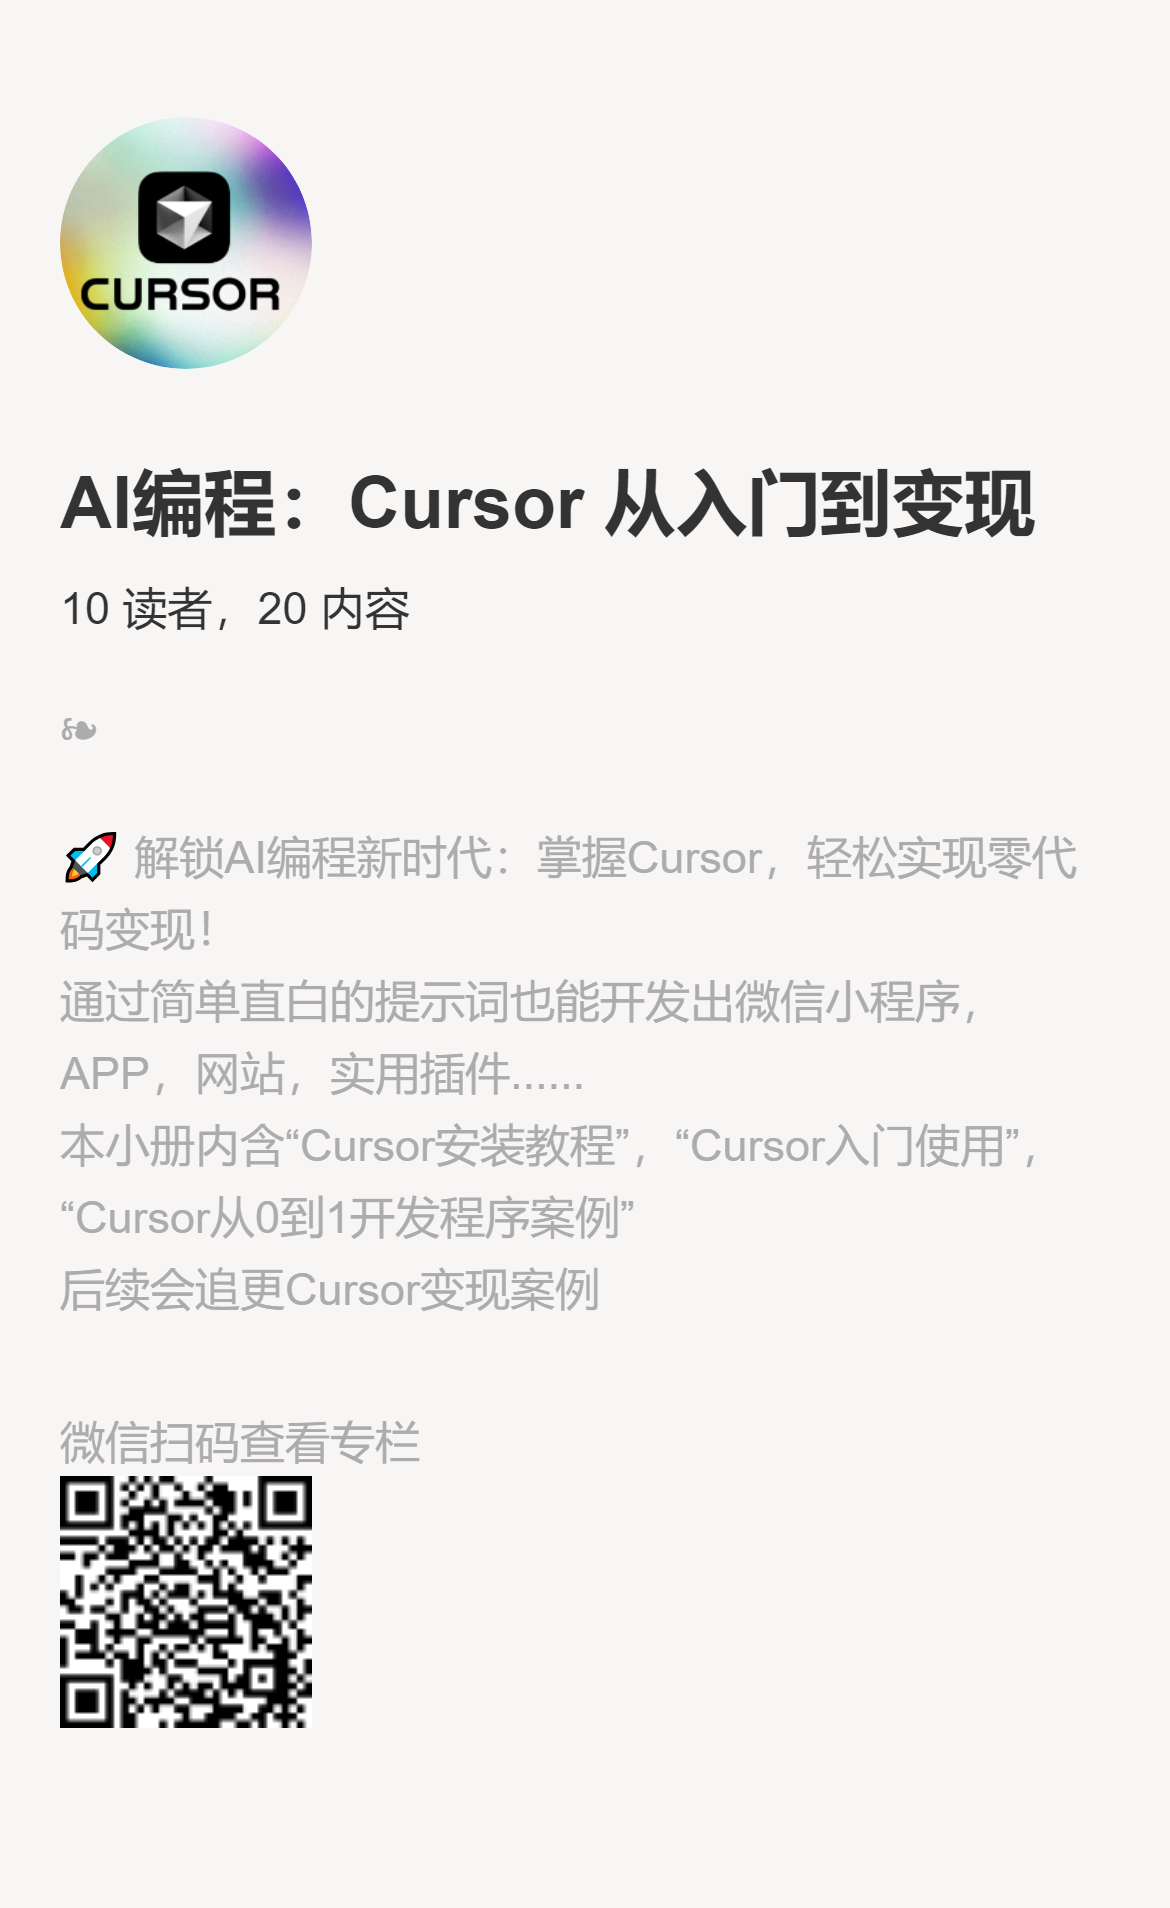 CURSOR
AI编程：Cursor 从入门到变现
10 读者，20 内容
❧
🚀 解锁AI编程新时代：掌握Cursor，轻松实现零代
码变现！
通过简单直白的提示词也能开发出微信小程序，
APP，网站，实用插件......
本小册内含“Cursor安装教程”，“Cursor入门使用”，
“Cursor从0到1开发程序案例”
后续会追更Cursor变现案例
微信扫码查看专栏